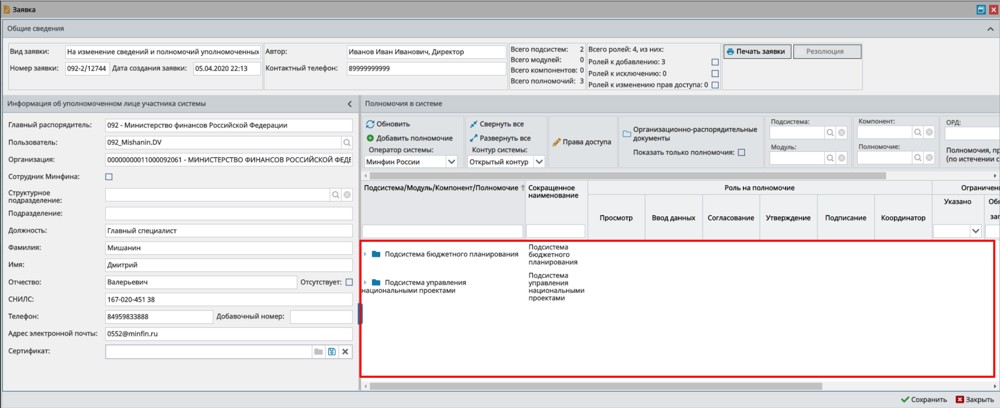 Заявка
Общие сведения
Вид заявки: На изменение сведений и полномочий уполномоченных
Номер заявки: 092-2/12744 Дата создания заявки: 05.04.2020 22:13
Автор: Иванов Иван Иванович, Директор
Контактный телефон: 89999999999
Всего подсистем: 2
Всего модулей: 0
Всего компонентов: 0
Всего полномочий: 3
Всего ролей: 4, из них:
Ролей к добавлению: 3
Ролей к исключению: 0
Ролей к изменению прав доступа: 0
Печать заявки
Резолюция
Информация об уполномоченном лице участника системы
Главный распорядитель: 092 - Министерство финансов Российской Федерации
Пользователь: 092_Mishanin.DV
Организация: 00000000011000092061 - МИНИСТЕРСТВО ФИНАНСОВ РОССИЙСКОЙ ФЕДЕ
Сотрудник Минфина:
Структурное
подразделение:
Подразделение:
Должность: Главный специалист
Фамилия: Мишанин
Имя: Дмитрий
Отчество: Валерьевич Отсутствует:
СНИЛС: 167-020-451 38
Телефон: 84959833888 Добавочный номер:
Адрес электронной почты: 0552@minfin.ru
Сертификат:
Полномочия в системе
Обновить
Добавить полномочие
Оператор системы:
Минфин России
Свернуть все
Развернуть все
Контур системы:
Открытый контур
Права доступа
Организационно-распорядительные
документы
Показать только полномочия:
Подсистема:
Модуль:
Компонент:
Полномочие:
ОРД:
Полномочия, пр
(по истечении с
Подсистема/Модуль/Компонент/Полномочие
Сокращенное
наименование
Роль на полномочие
Просмотр
Ввод данных
Согласование
Утверждение
Подписание
Координатор
Ограничен
Указано
Обя
заг
Подсистема бюджетного планирования
Подсистема
бюджетного
планирования
Подсистема управления
национальными проектами
Подсистема
управления
национальными
проектами
Сохранить
Закрыть